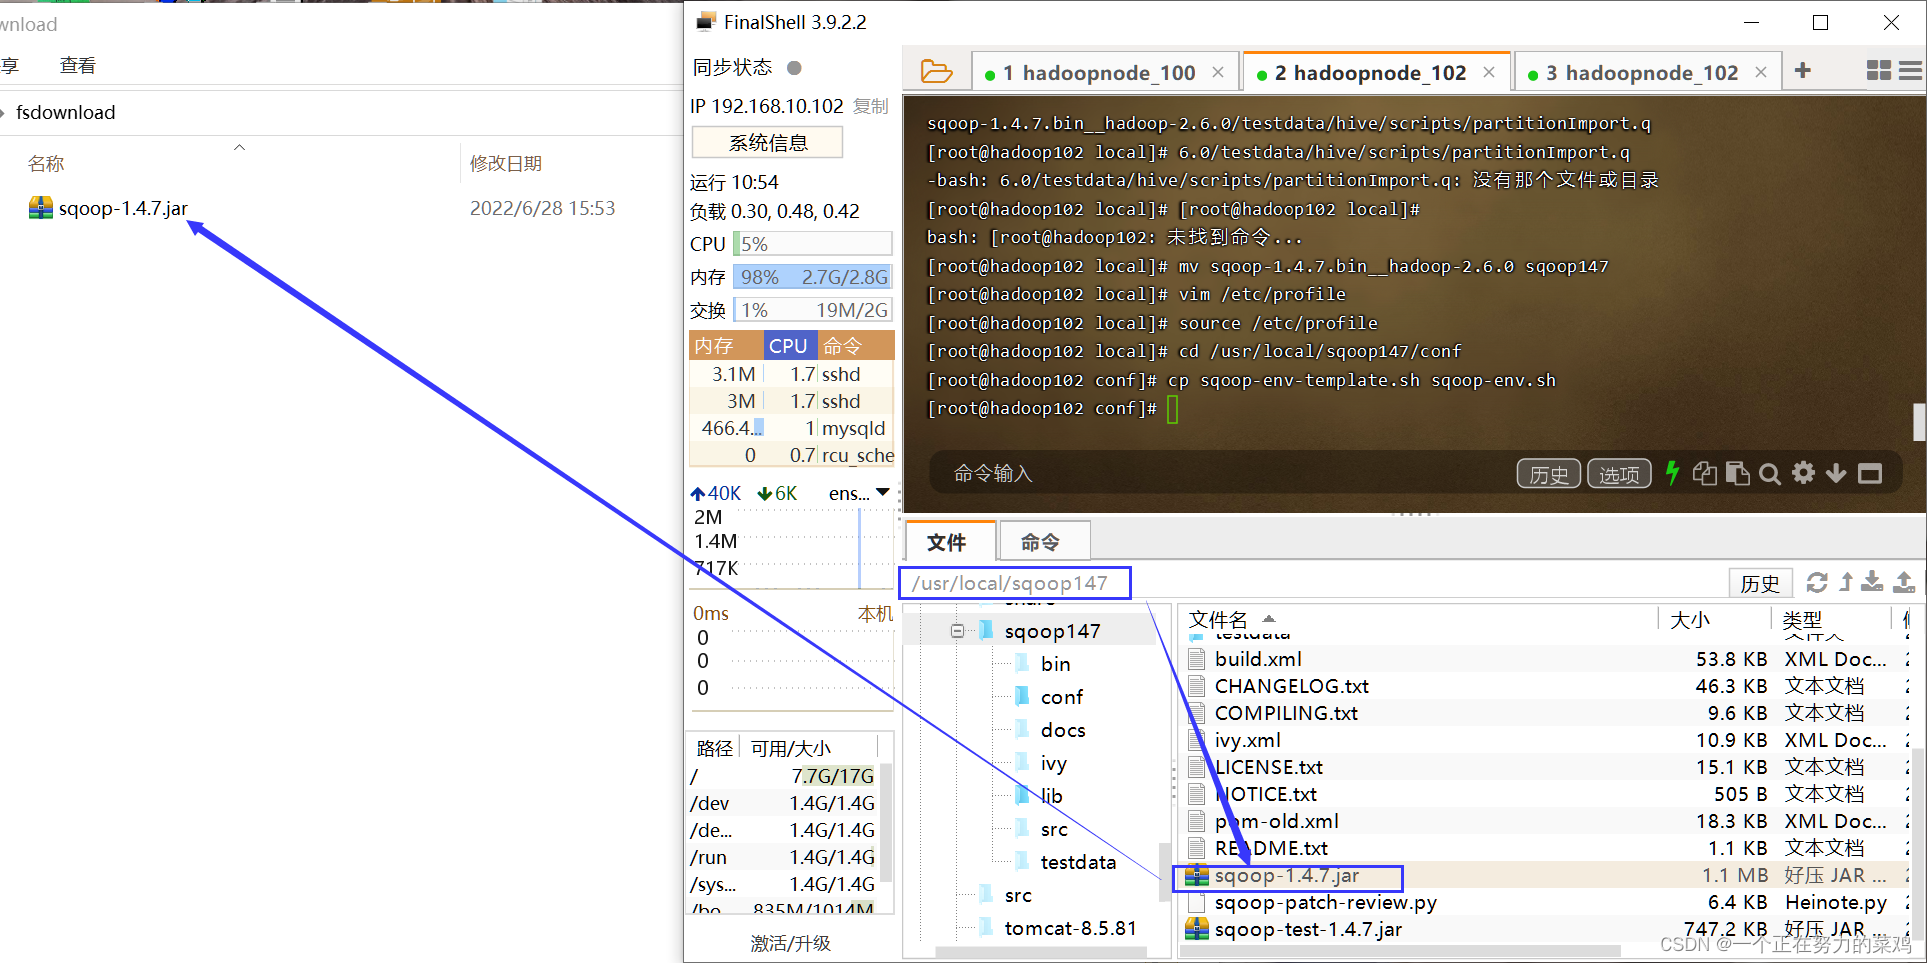 wnload
享 查看
fsdownload
名称 修改日期
sqoop-1.4.7.jar 2022/6/28 15:53
FinalShell 3.9.2.2
同步状态
IP 192.168.10.102 复制
系统信息
运行 10:54
负载 0.30, 0.48, 0.42
CPU 5%
内存 98% 2.7G/2.8G
交换 1% 19M/2G
内存 CPU 命令
3.1M 1.7 sshd
3M 1.7 sshd
466.4... 1 mysqld
0 0.7 rcu_sche
40K 6K ens...
2M
1.4M
717K
0ms 本机
0
0
0
路径 可用/大小
/ 7.7G/17G
/dev 1.4G/1.4G
/de... 1.4G/1.4G
/run 1.4G/1.4G
/sys... 1.4G/1.4G
/bo 835M/1014M
激活/升级
1 hadoopnode_100 2 hadoopnode_102 3 hadoopnode_102
sqoop-1.4.7.bin__hadoop-2.6.0/testdata/hive/scripts/partitionImport.q
[root@hadoop102 local]# 6.0/testdata/hive/scripts/partitionImport.q
-bash: 6.0/testdata/hive/scripts/partitionImport.q: 没有那个文件或目录
[root@hadoop102 local]# [root@hadoop102 local]#
bash: [root@hadoop102: 未找到命令...
[root@hadoop102 local]# mv sqoop-1.4.7.bin__hadoop-2.6.0 sqoop147
[root@hadoop102 local]# vim /etc/profile
[root@hadoop102 local]# source /etc/profile
[root@hadoop102 local]# cd /usr/local/sqoop147/conf
[root@hadoop102 conf]# cp sqoop-env-template.sh sqoop-env.sh
[root@hadoop102 conf]#
命令输入 历史 选项
文件 命令
/usr/local/sqoop147 历史
share
sqoop147
bin
conf
docs
ivy
lib
src
testdata
src
tomcat-8.5.81
文件名 大小 类型
testdata 文件夹
build.xml 53.8 KB XML Doc...
CHANGELOG.txt 46.3 KB 文本文档
COMPILING.txt 9.6 KB 文本文档
ivy.xml 10.9 KB XML Doc...
LICENSE.txt 15.1 KB 文本文档
NOTICE.txt 505 B 文本文档
pom-old.xml 18.3 KB XML Doc...
README.txt 1.1 KB 文本文档
sqoop-1.4.7.jar 1.1 MB 好压 JAR ...
sqoop-patch-review.py 6.4 KB Heinote.py
sqoop-test-1.4.7.jar 747.2 KB 好压 JAR ...
CSDN @一个正在努力的菜鸡